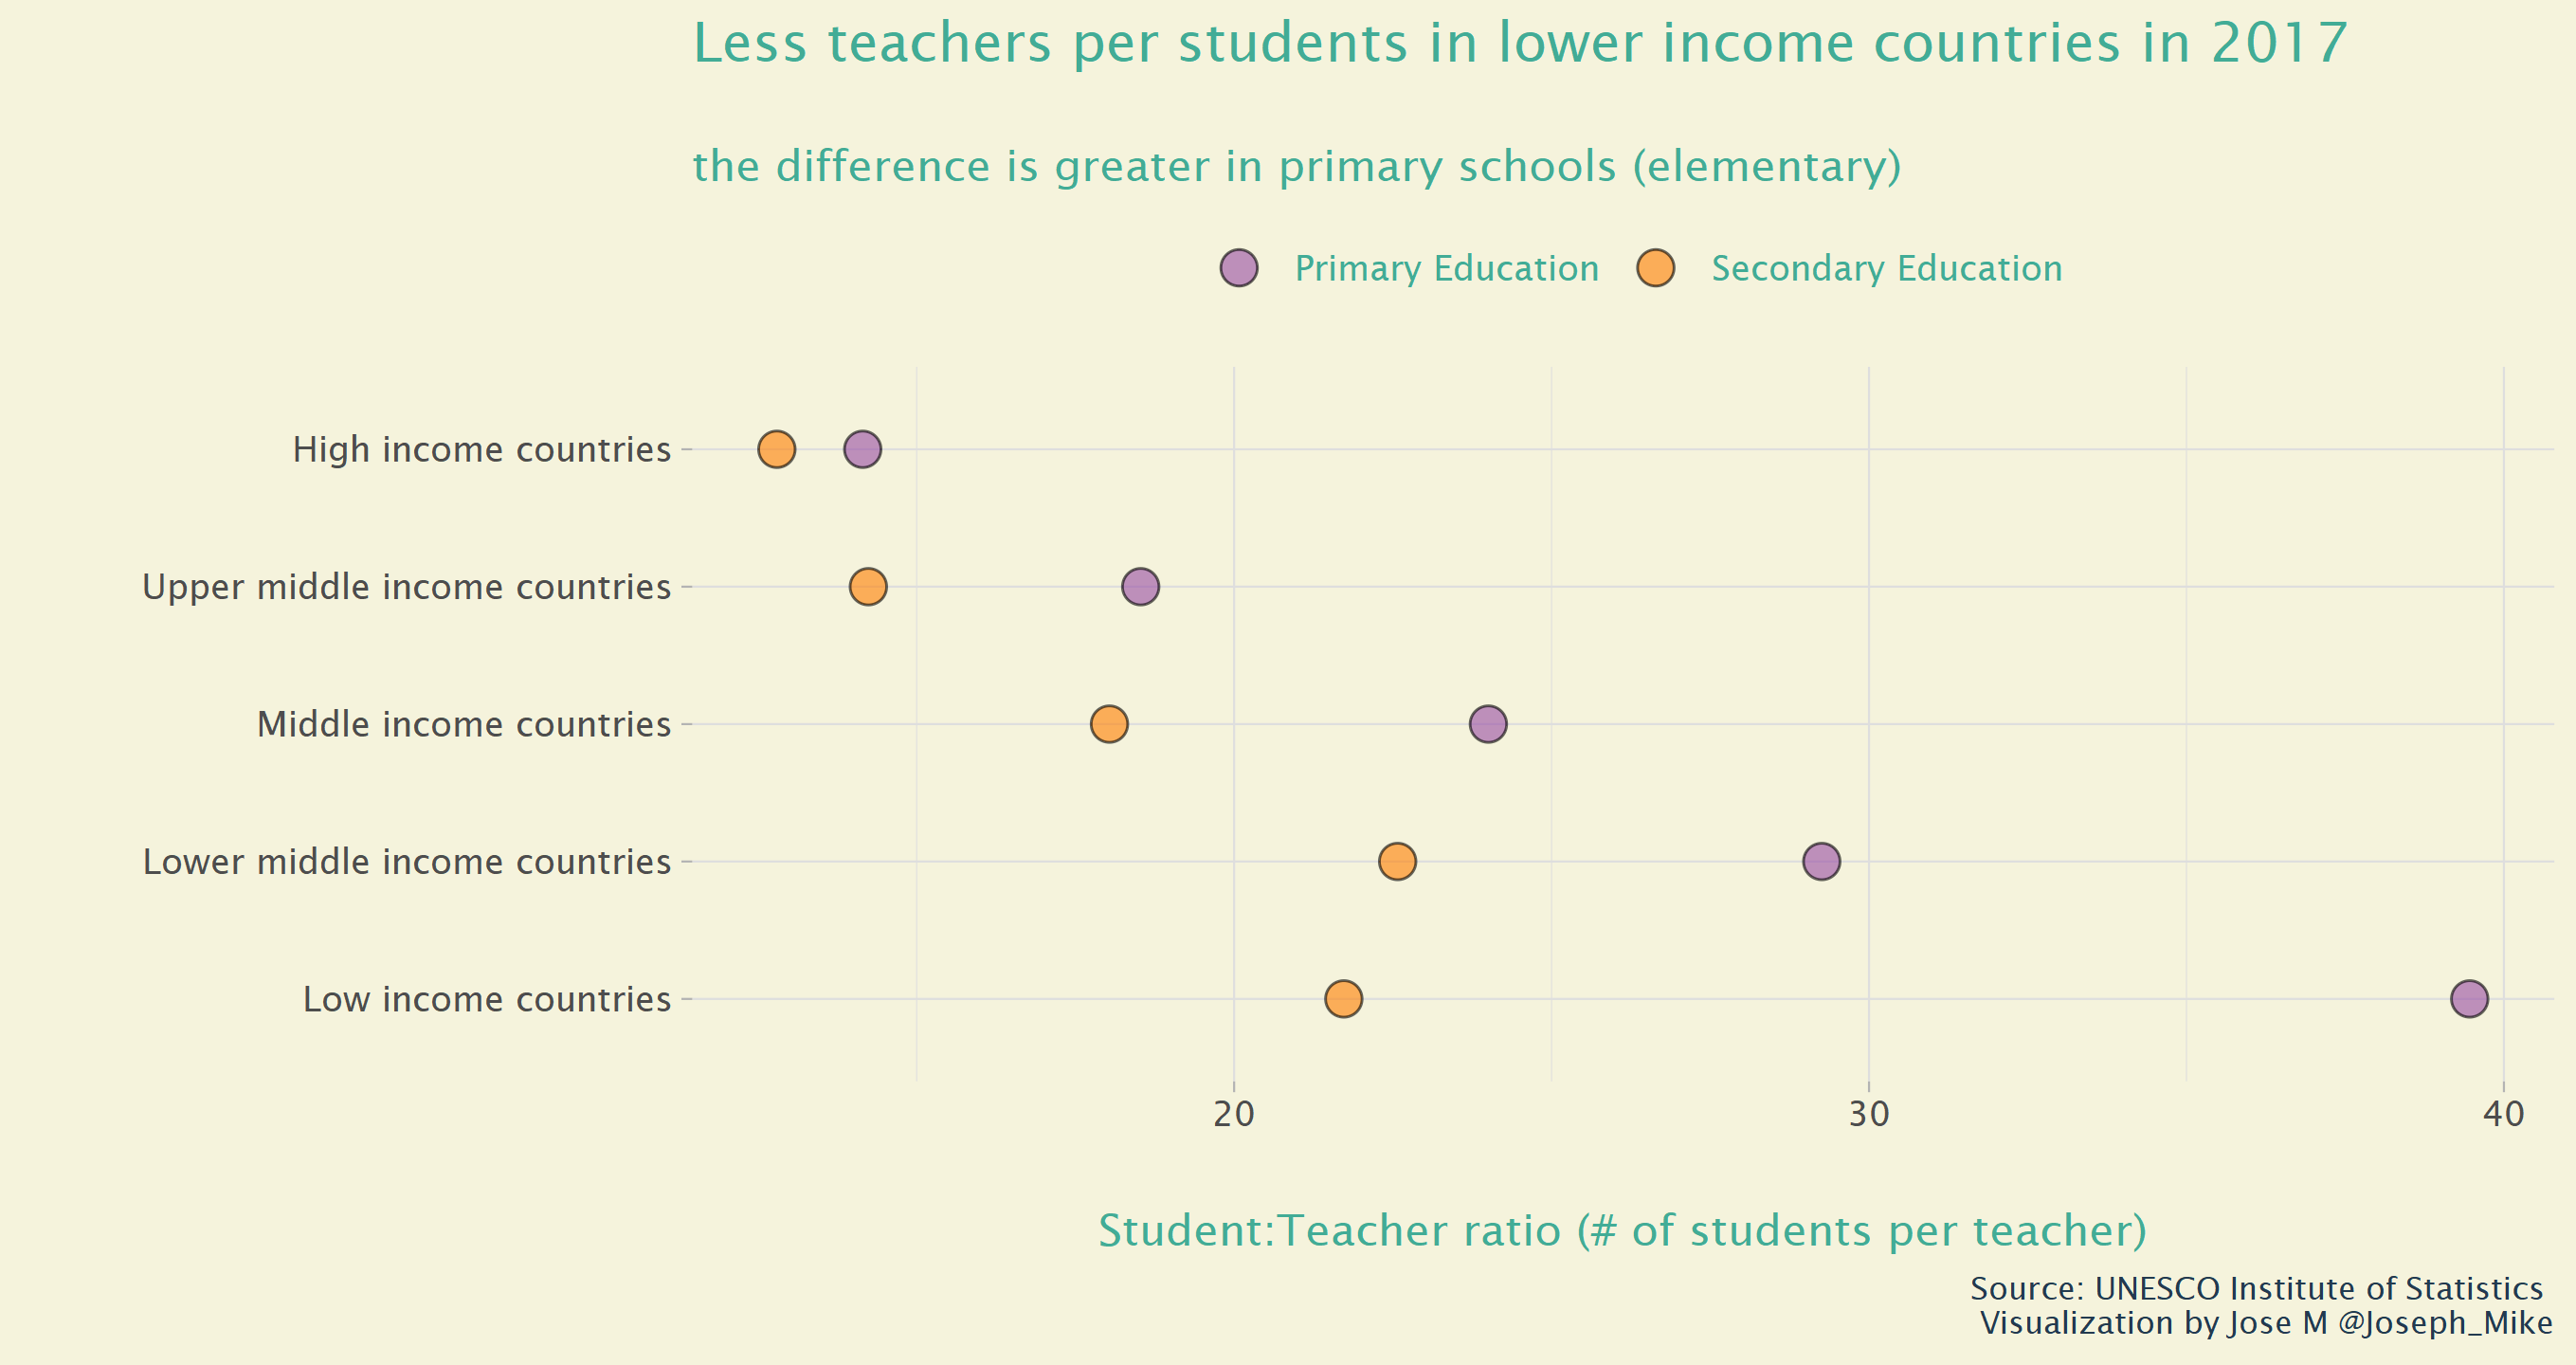 Less teachers per students in lower income countries in 2017
the difference is greater in primary schools (elementary)
Primary Education Secondary Education
High income countries
Upper middle income countries
Middle income countries
Lower middle income countries
Low income countries
20 30 40
Student:Teacher ratio (# of students per teacher)
Source: UNESCO Institute of Statistics
Visualization by Jose M @Joseph_Mike